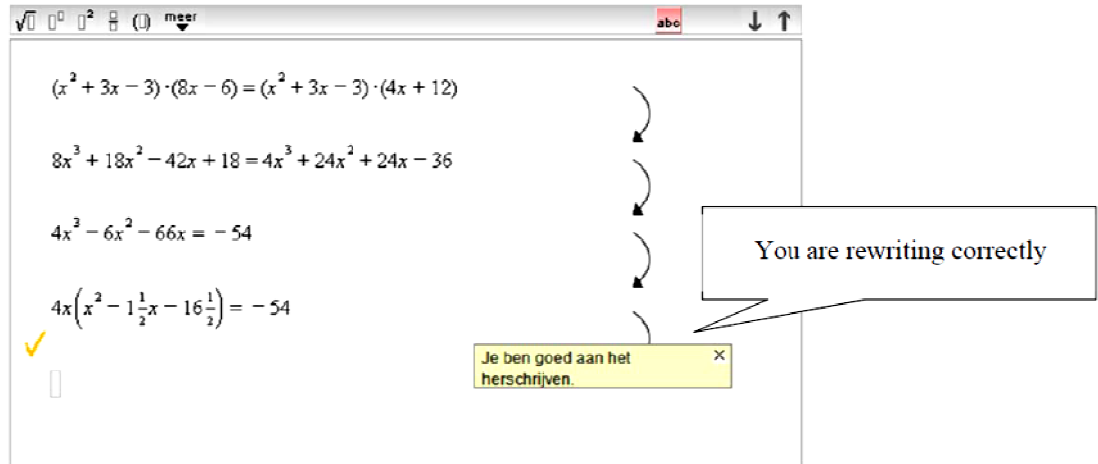 √▯ ▯▯ ▯² ▯/▯ (▯) meer abc ↓ ↑
(x² + 3x − 3)·(8x − 6) = (x² + 3x − 3)·(4x + 12)
8x³ + 18x² − 42x + 18 = 4x³ + 24x² + 24x − 36
4x³ − 6x² − 66x = − 54
You are rewriting correctly
4x(x² − 1½x − 16½) = − 54
Je ben goed aan het
herschrijven.